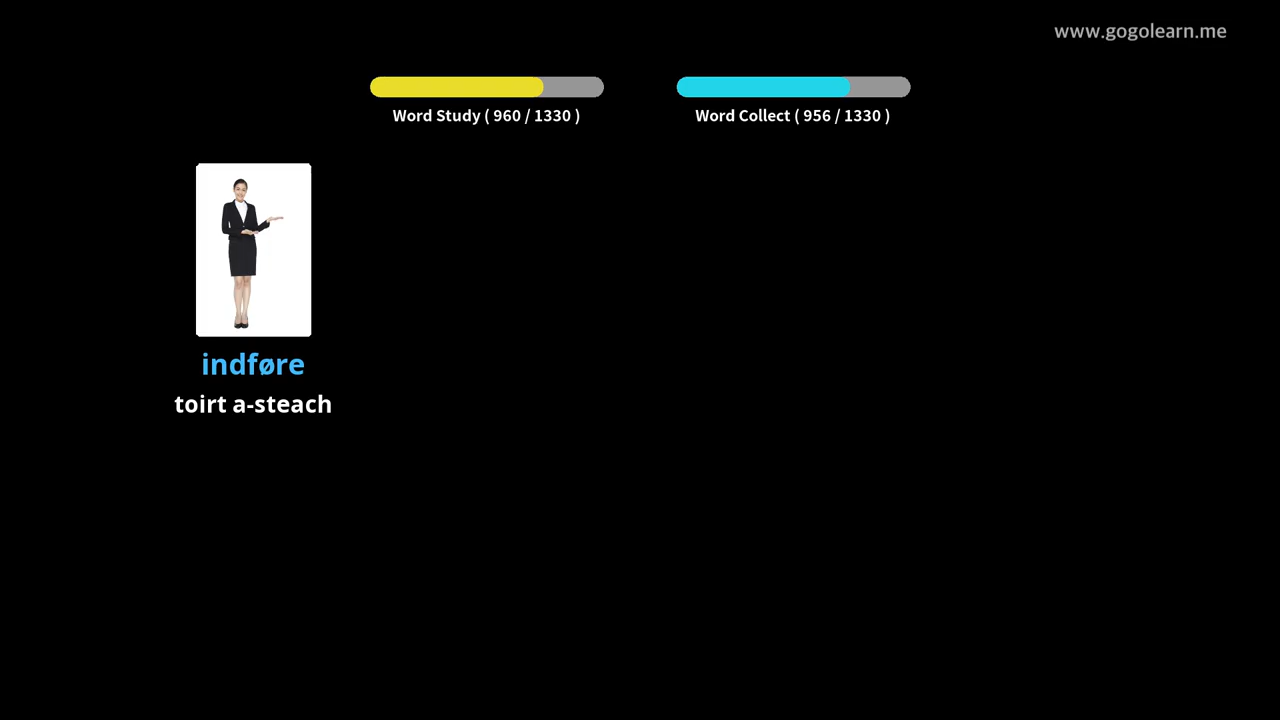 www.gogolearn.me
Word Study ( 960 / 1330 )
Word Collect ( 956 / 1330 )
indføre
toirt a-steach